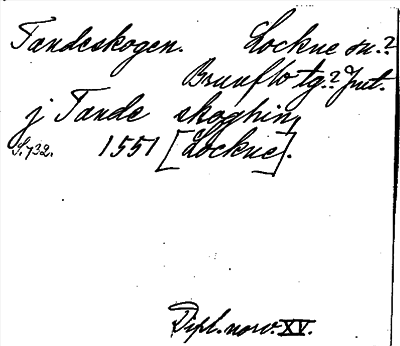 Tandeskogen. Lockne sn.?
Brunflo tg.? Jmt.
j Tande skoghin,
S. 732. 1551 [Lockne].
Dipl. norv. XV.